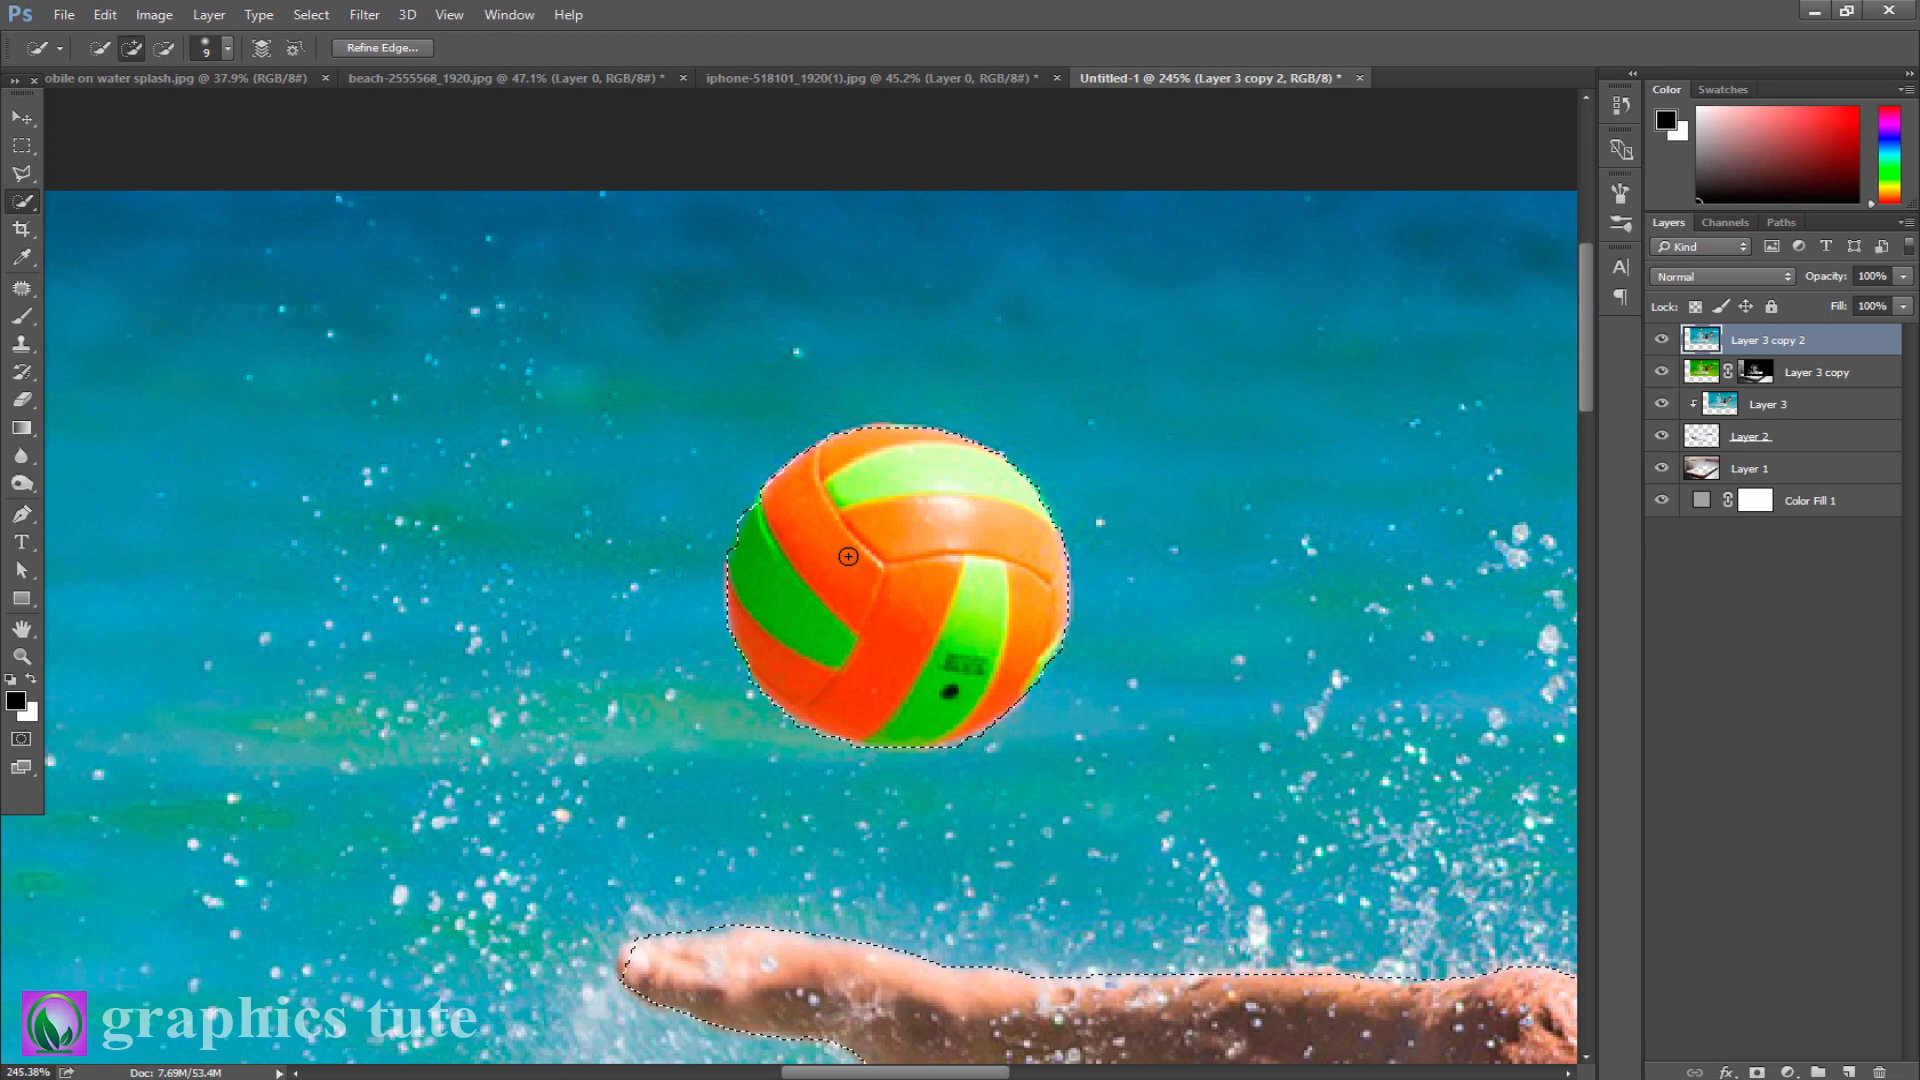 Ps File Edit Image Layer Type Select Filter 3D View Window Help
9 Refine Edge...
obile on water splash.jpg @ 37.9% (RGB/8#) × beach-2555568_1920.jpg @ 47.1% (Layer 0, RGB/8#) * × iphone-518101_1920(1).jpg @ 45.2% (Layer 0, RGB/8#) * × Untitled-1 @ 245% (Layer 3 copy 2, RGB/8) * ×
Color Swatches
Layers Channels Paths
Kind
Normal Opacity: 100%
Lock: Fill: 100%
Layer 3 copy 2
Layer 3 copy
Layer 3
Layer 2
Layer 1
Color Fill 1
graphics tute
245.38% Doc: 7.69M/53.4M